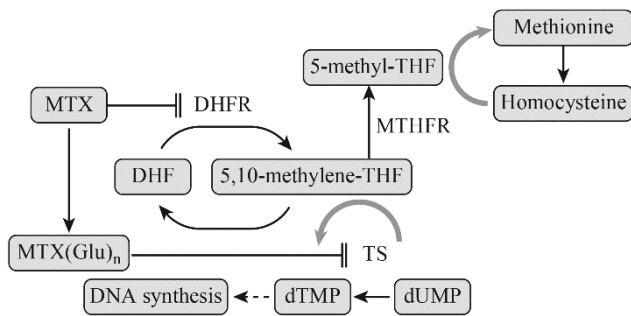 Methionine
5-methyl-THF
MTX
DHFR
Homocysteine
MTHFR
DHF
5,10-methylene-THF
MTX(Glu)n
TS
DNA synthesis
dTMP
dUMP